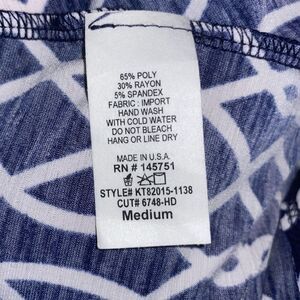 65% POLY
30% RAYON
5% SPANDEX
FABRIC: IMPORT
HAND WASH
WITH COLD WATER
DO NOT BLEACH
HANG OR LINE DRY
MADE IN U.S.A.
RN # 145751
STYLE# KT82015-1138
CUT# 6748-HD
Medium